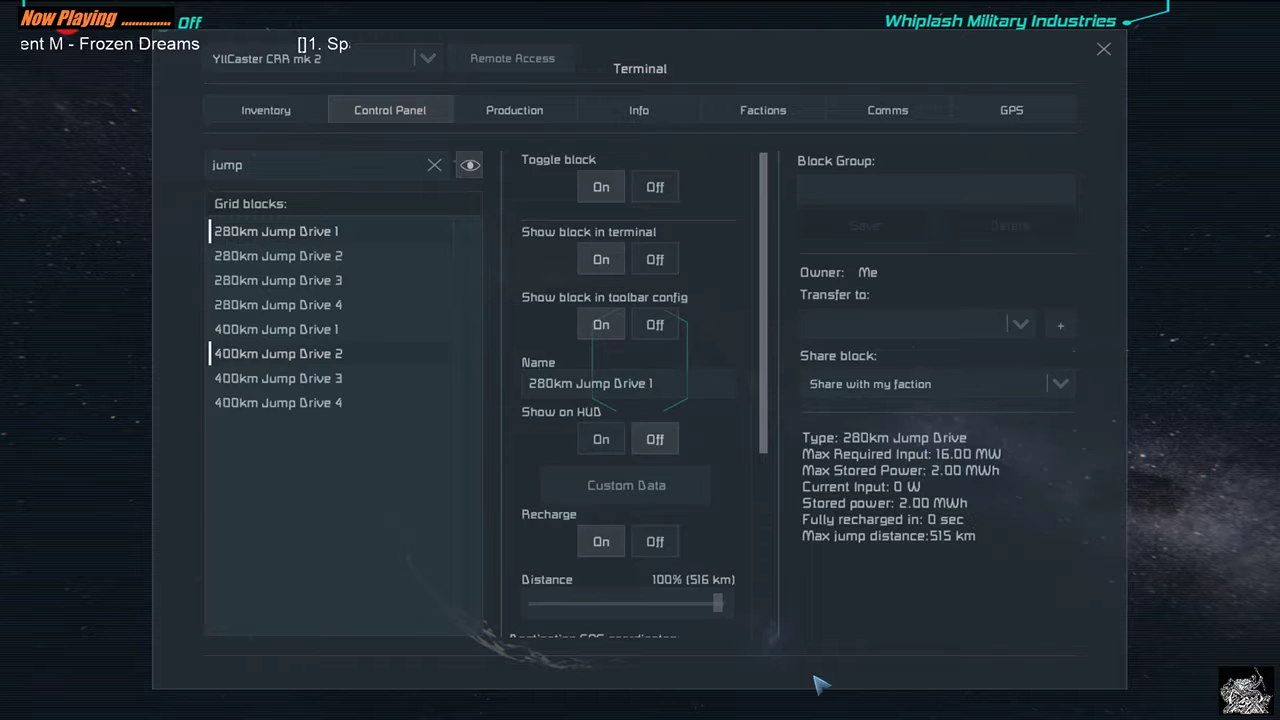 Now Playing ............. Off
Whiplash Military Industries
ent M - Frozen Dreams
[]1. Sp
YllCaster CRR mk 2
Remote Access
Terminal
Inventory
Control Panel
Production
Info
Factions
Comms
GPS
jump
Grid blocks:
280km Jump Drive 1
280km Jump Drive 2
280km Jump Drive 3
280km Jump Drive 4
400km Jump Drive 1
400km Jump Drive 2
400km Jump Drive 3
400km Jump Drive 4
Toggle block
On Off
Show block in terminal
On Off
Show block in toolbar config
On Off
Name
280km Jump Drive 1
Show on HUD
On Off
Custom Data
Recharge
On Off
Distance 100% (516 km)
Destination GPS coordinates
Block Group:
Save Delete
Owner: Me
Transfer to:
+
Share block:
Share with my faction
Type: 280km Jump Drive
Max Required Input: 16.00 MW
Max Stored Power: 2.00 MWh
Current Input: 0 W
Stored power: 2.00 MWh
Fully recharged in: 0 sec
Max jump distance:515 km